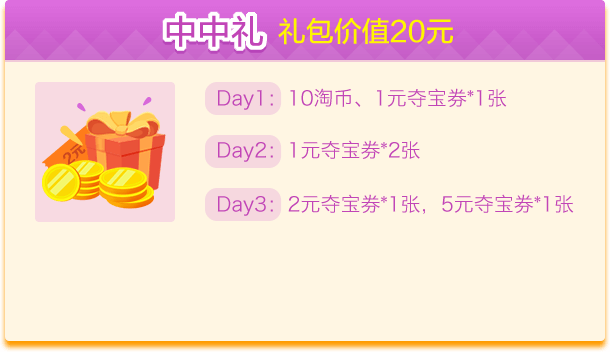 中中礼 礼包价值20元
Day1: 10淘币、1元夺宝券*1张
2元
Day2: 1元夺宝券*2张
Day3: 2元夺宝券*1张，5元夺宝券*1张